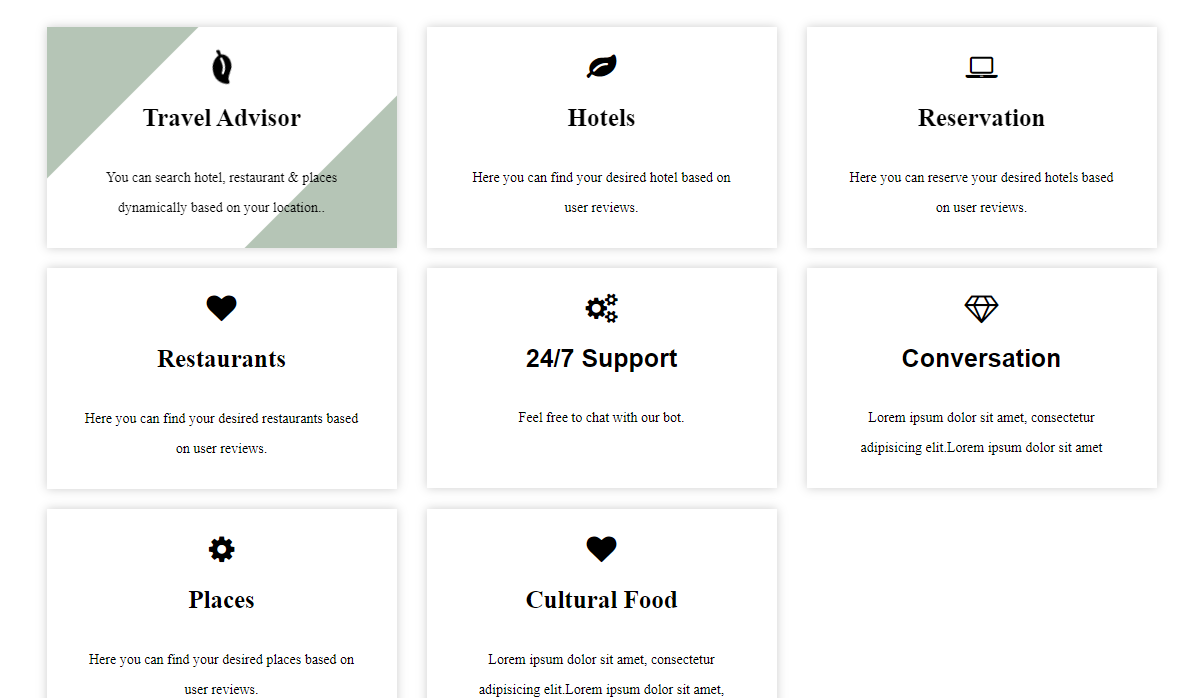 Travel Advisor
You can search hotel, restaurant & places
dynamically based on your location..
Hotels
Here you can find your desired hotel based on
user reviews.
Reservation
Here you can reserve your desired hotels based
on user reviews.
Restaurants
Here you can find your desired restaurants based
on user reviews.
24/7 Support
Feel free to chat with our bot.
Conversation
Lorem ipsum dolor sit amet, consectetur
adipisicing elit.Lorem ipsum dolor sit amet
Places
Here you can find your desired places based on
user reviews.
Cultural Food
Lorem ipsum dolor sit amet, consectetur
adipisicing elit.Lorem ipsum dolor sit amet,